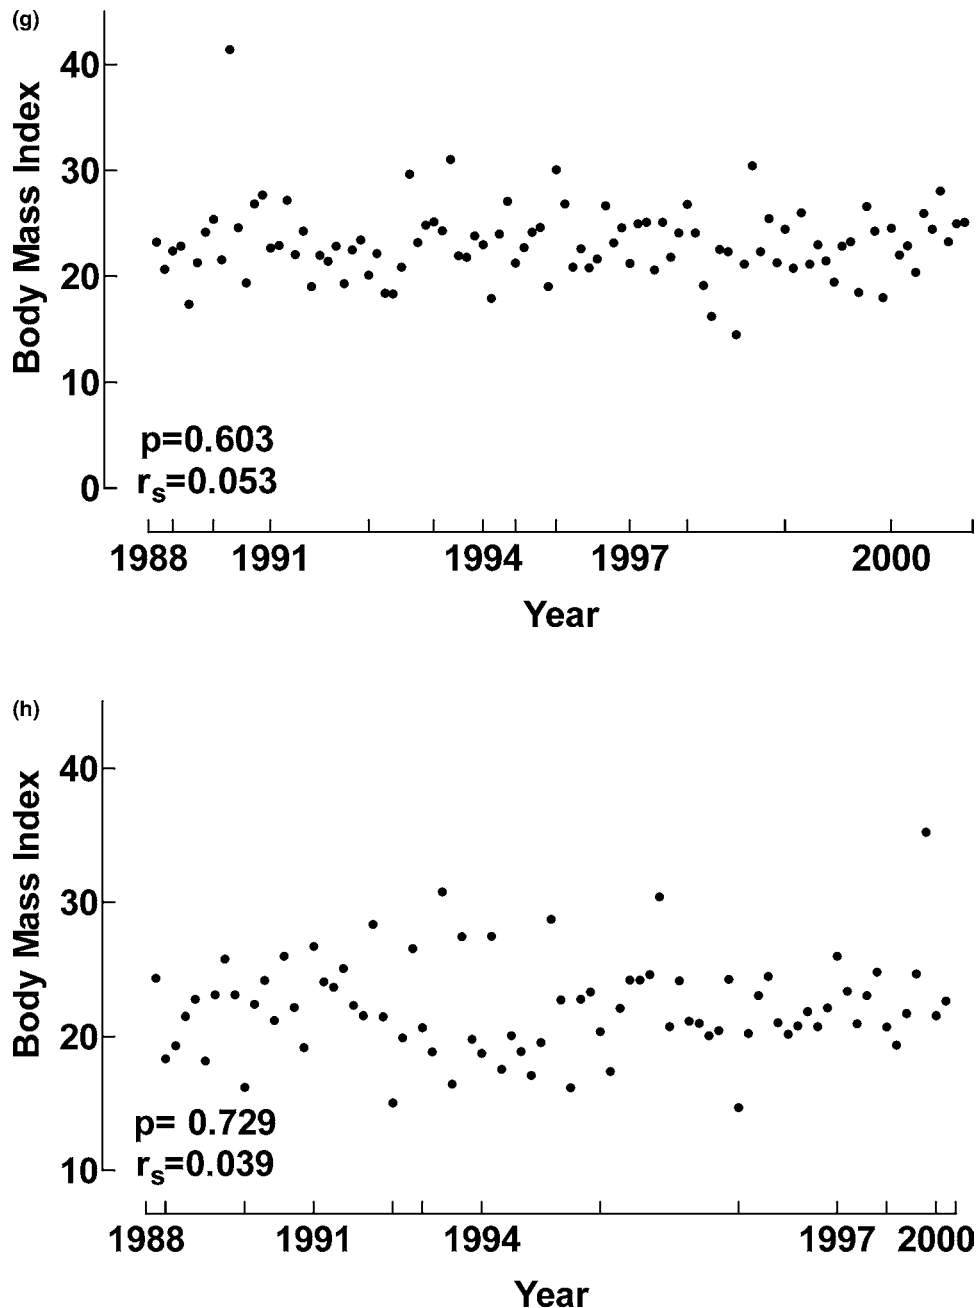 (g)
Body Mass Index
40
30
20
10
0
p=0.603
rs=0.053
1988 1991 1994 1997 2000
Year
(h)
Body Mass Index
40
30
20
10
p= 0.729
rs=0.039
1988 1991 1994 1997 2000
Year